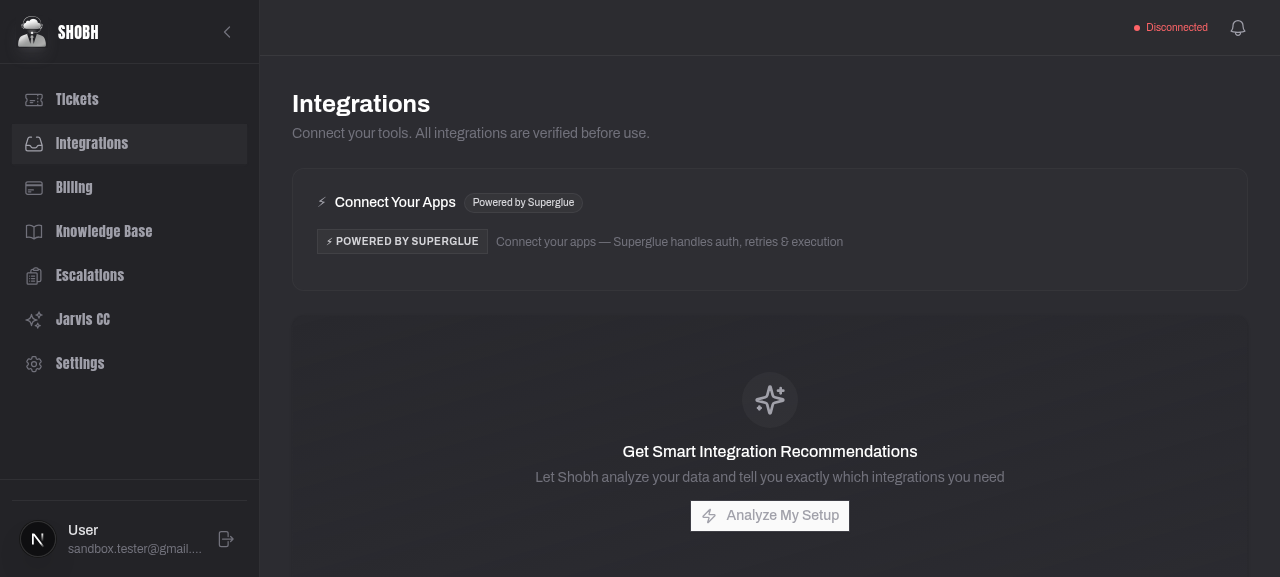 SHOBH
Disconnected
Tickets
Integrations
Billing
Knowledge Base
Escalations
Jarvis CC
Settings
User
sandbox.tester@gmail....
N
Integrations
Connect your tools. All integrations are verified before use.
⚡ Connect Your Apps Powered by Superglue
⚡ POWERED BY SUPERGLUE Connect your apps — Superglue handles auth, retries & execution
Get Smart Integration Recommendations
Let Shobh analyze your data and tell you exactly which integrations you need
Analyze My Setup